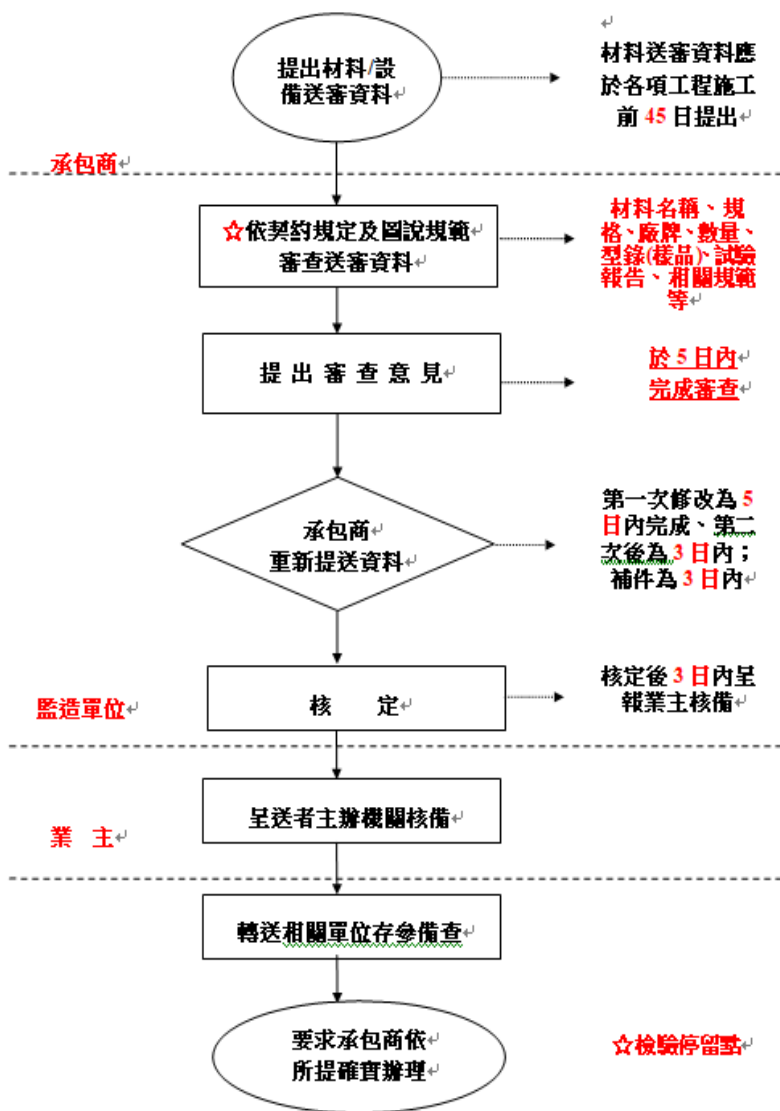 提出材料/設
備送審資料
材料送審資料應
於各項工程施工
前 45 日提出
承包商
☆依契約規定及圖說規範
審查送審資料
材料名稱、規
格、廠牌、數量、
型錄(樣品)、試驗
報告、相關規範
等
提 出 審 查 意 見
於 5 日內
完成審查
承包商
重新提送資料
第一次修改為 5
日內完成、第二
次後為 3 日內；
補件為 3 日內
監造單位
核 定
核定後 3 日內呈
報業主核備
業 主
呈送者主辦機關核備
轉送相關單位存參備查
要求承包商依
所提確實辦理
☆檢驗停留點